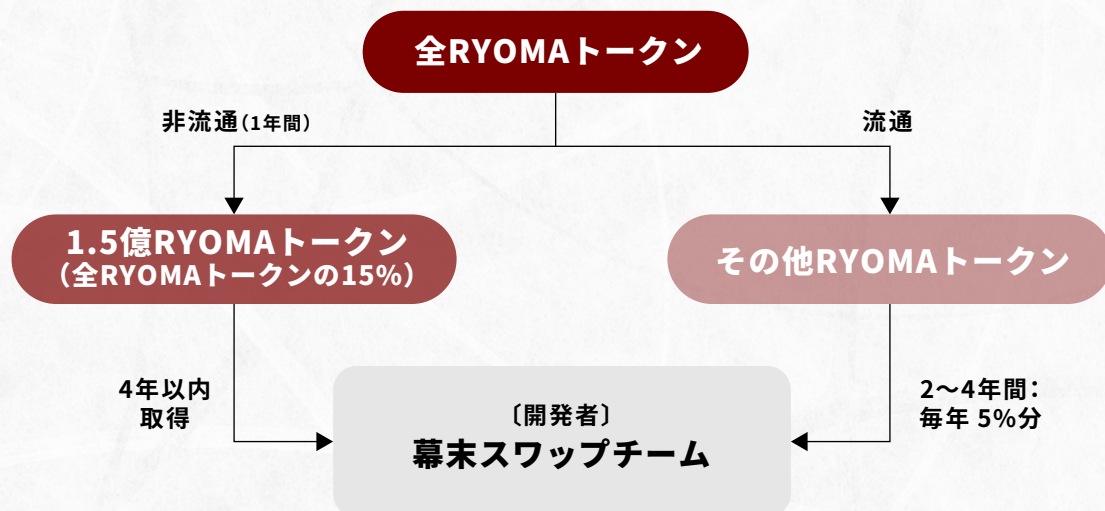 全RYOMAトークン
非流通（1年間）
流通
1.5億RYOMAトークン
（全RYOMAトークンの15%）
その他RYOMAトークン
4年以内
取得
2〜4年間：
毎年 5%分
〔開発者〕
幕末スワップチーム